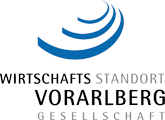 WIRTSCHAFTS STANDORT
VORARLBERG
GESELLSCHAFT